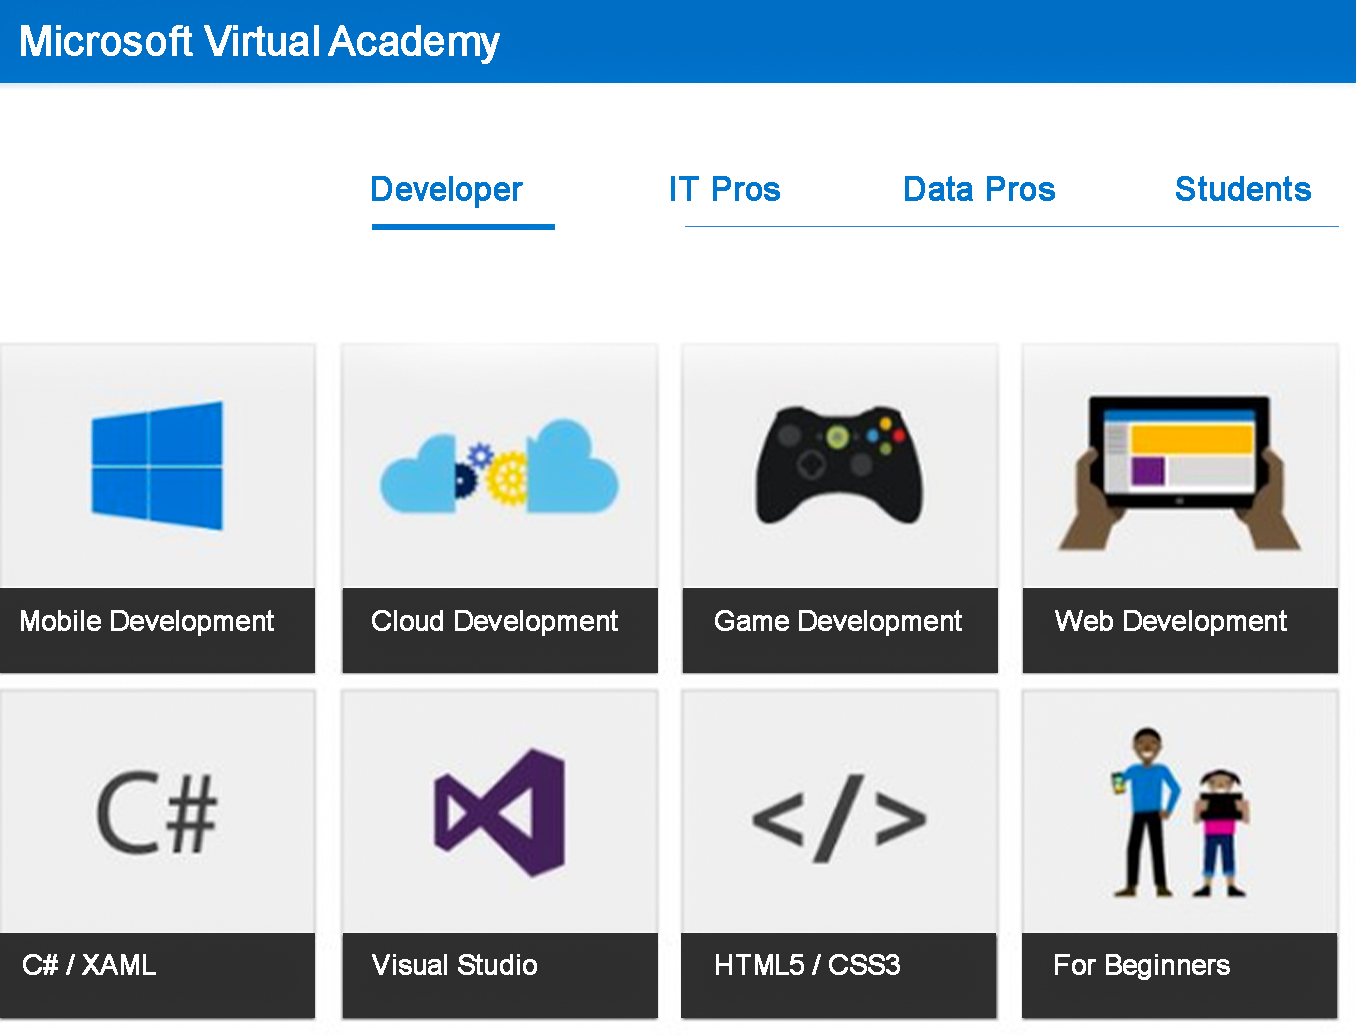 Microsoft Virtual Academy
Developer IT Pros Data Pros Students
Mobile Development Cloud Development Game Development Web Development
C#
</>
C# / XAML Visual Studio HTML5 / CSS3 For Beginners